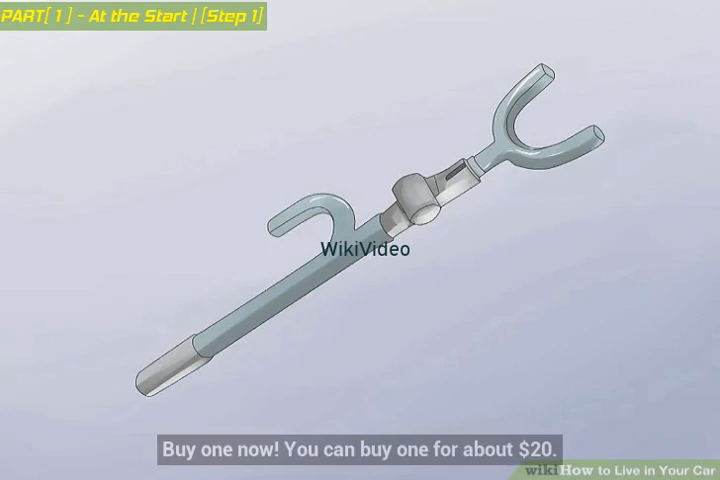 PART[ 1 ] - At the Start | [Step 1]
WikiVideo
Buy one now! You can buy one for about $20.
wikiHow to Live in Your Car